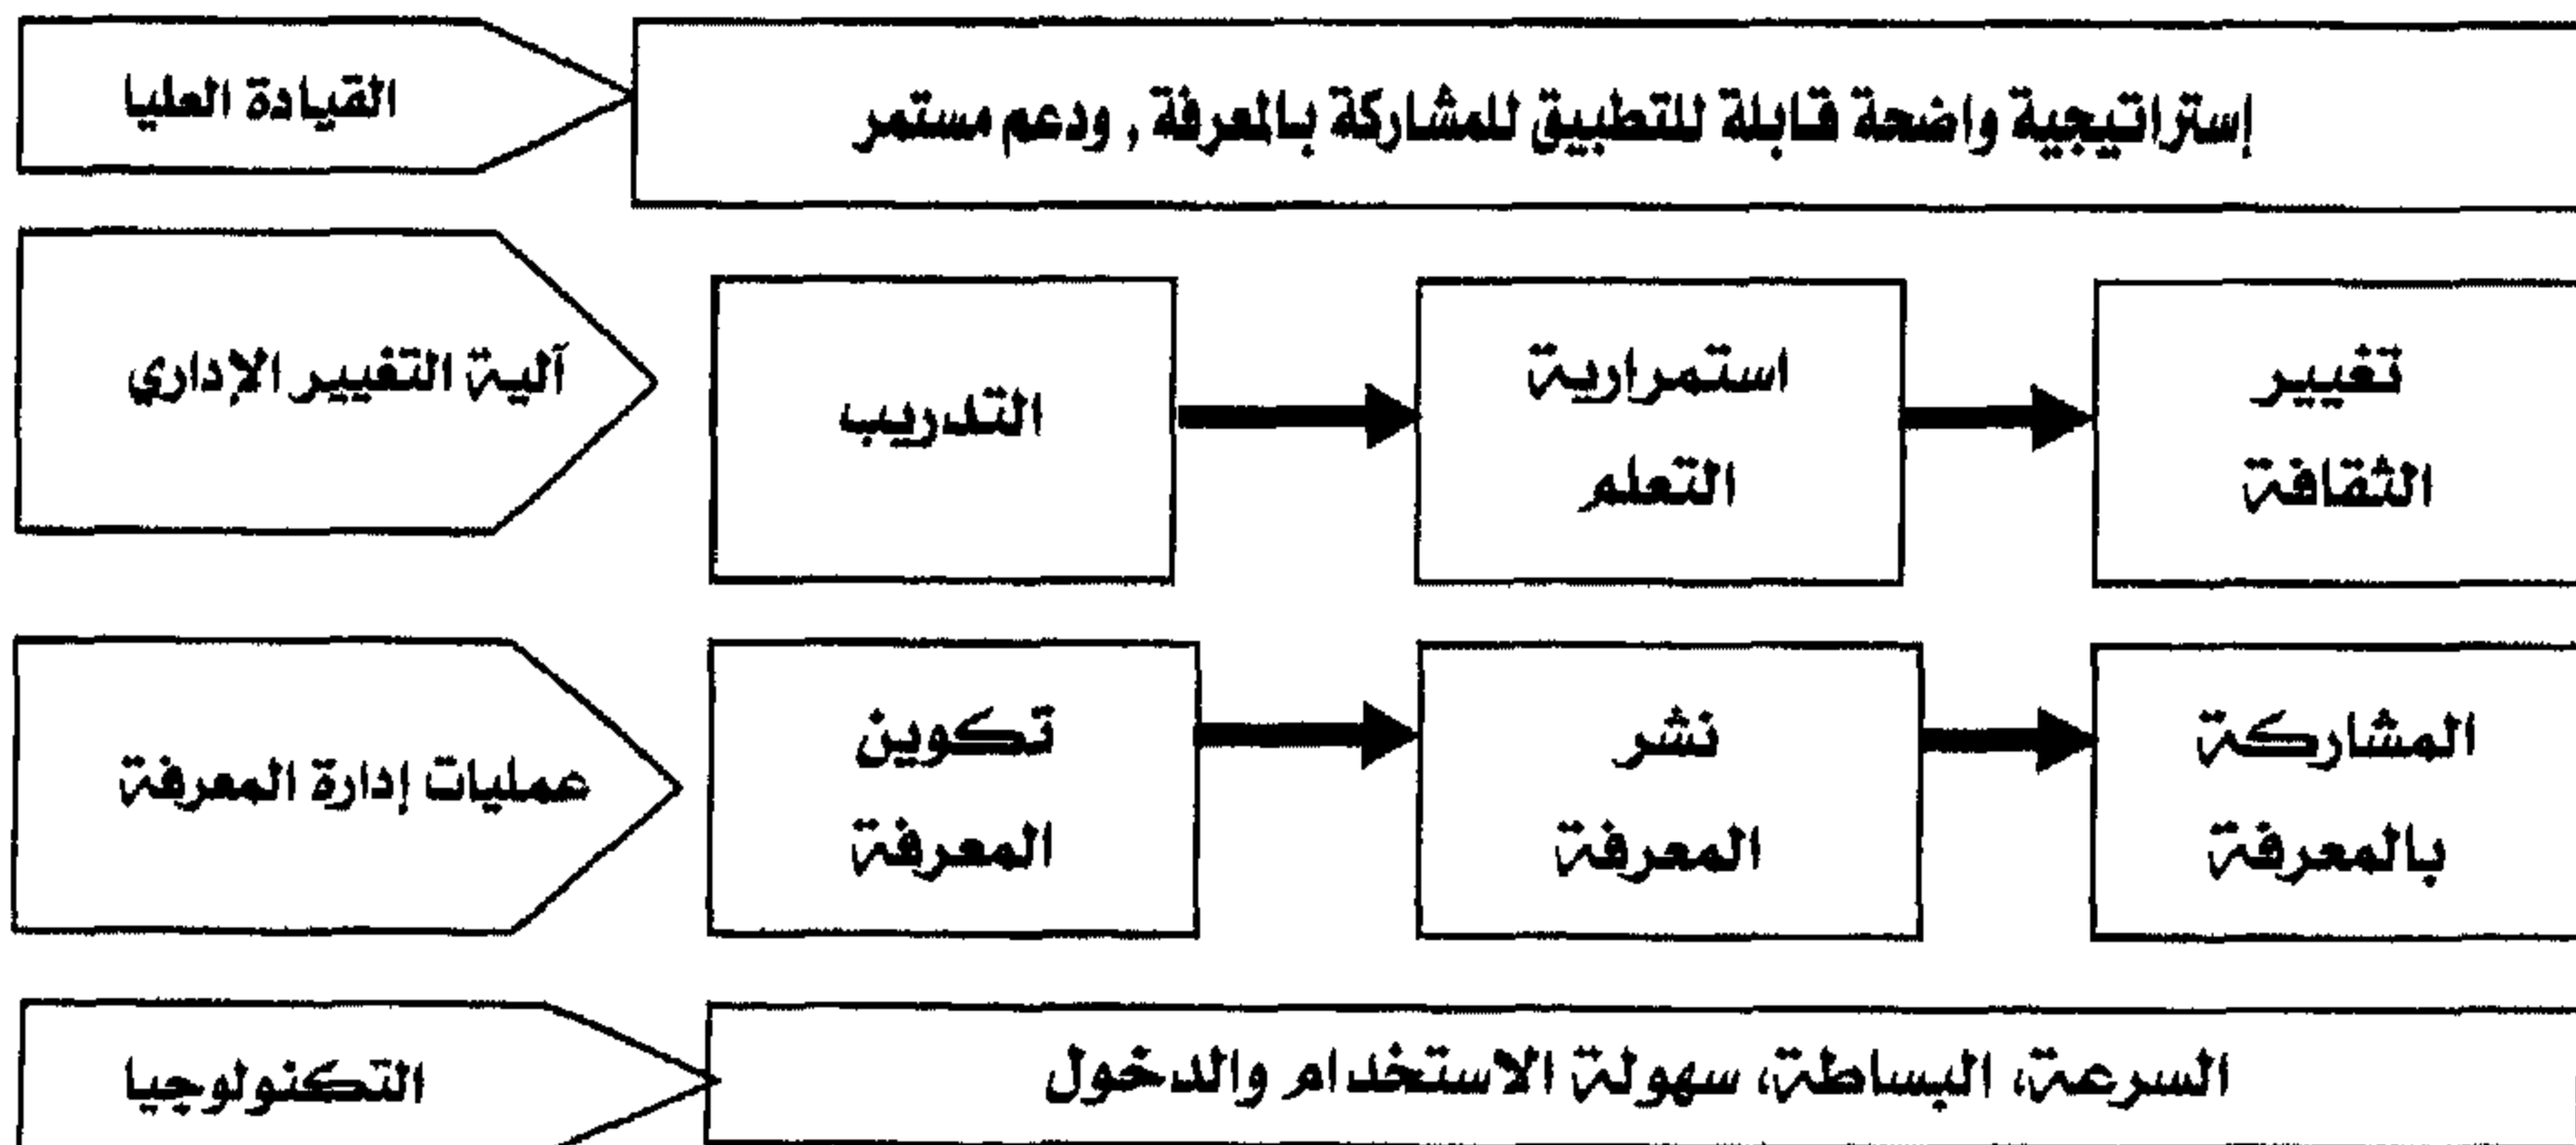 القيادة العليا
إستراتيجية واضحة قابلة للتطبيق للمشاركة بالمعرفة , ودعم مستمر
آلية التغيير الإداري
التدريب
استمرارية
التعلم
تغيير
الثقافة
عمليات إدارة المعرفة
تكوين
المعرفة
نشر
المعرفة
المشاركة
بالمعرفة
التكنولوجيا
السرعة، البساطة، سهولة الاستخدام والدخول